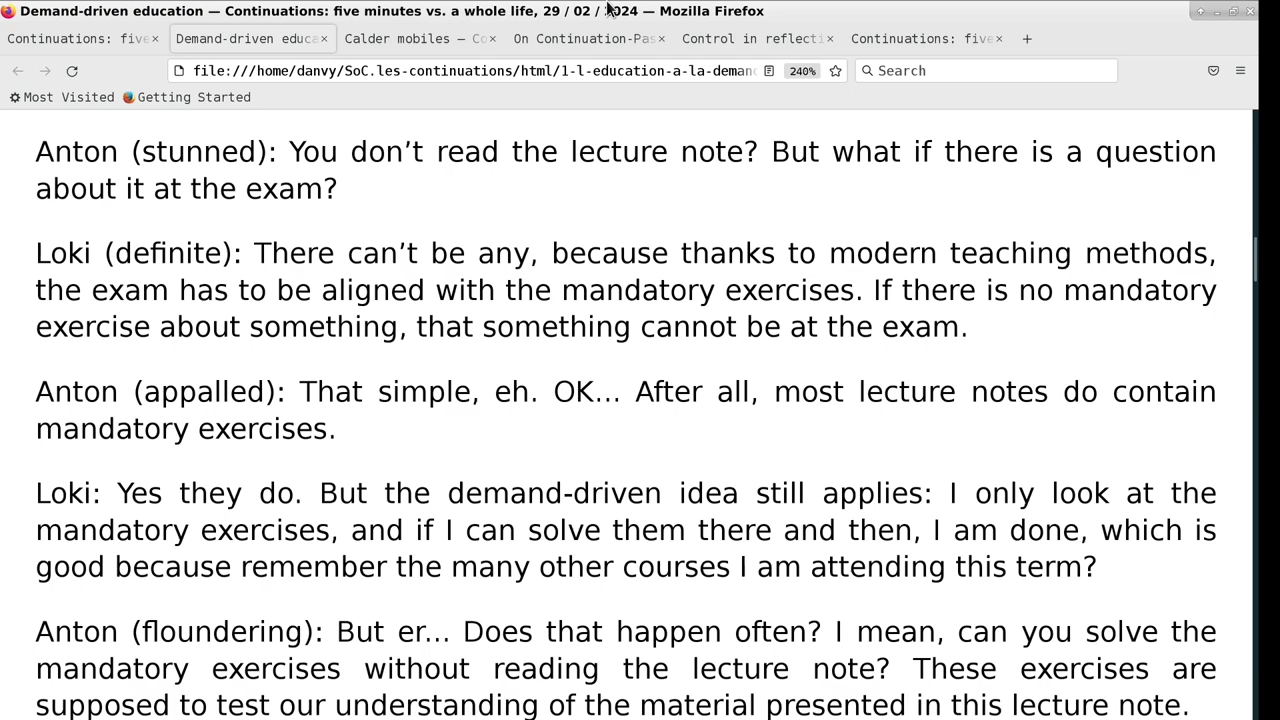 Demand-driven education — Continuations: five minutes vs. a whole life, 29 / 02 / 2024 — Mozilla Firefox
Continuations: five Demand-driven educa Calder mobiles — Co On Continuation-Pas Control in reflecti Continuations: five
file:///home/danvy/SoC.les-continuations/html/1-l-education-a-la-deman 240% Search
Most Visited Getting Started
Anton (stunned): You don’t read the lecture note? But what if there is a question
about it at the exam?
Loki (definite): There can’t be any, because thanks to modern teaching methods,
the exam has to be aligned with the mandatory exercises. If there is no mandatory
exercise about something, that something cannot be at the exam.
Anton (appalled): That simple, eh. OK... After all, most lecture notes do contain
mandatory exercises.
Loki: Yes they do. But the demand-driven idea still applies: I only look at the
mandatory exercises, and if I can solve them there and then, I am done, which is
good because remember the many other courses I am attending this term?
Anton (floundering): But er... Does that happen often? I mean, can you solve the
mandatory exercises without reading the lecture note? These exercises are
supposed to test our understanding of the material presented in this lecture note.